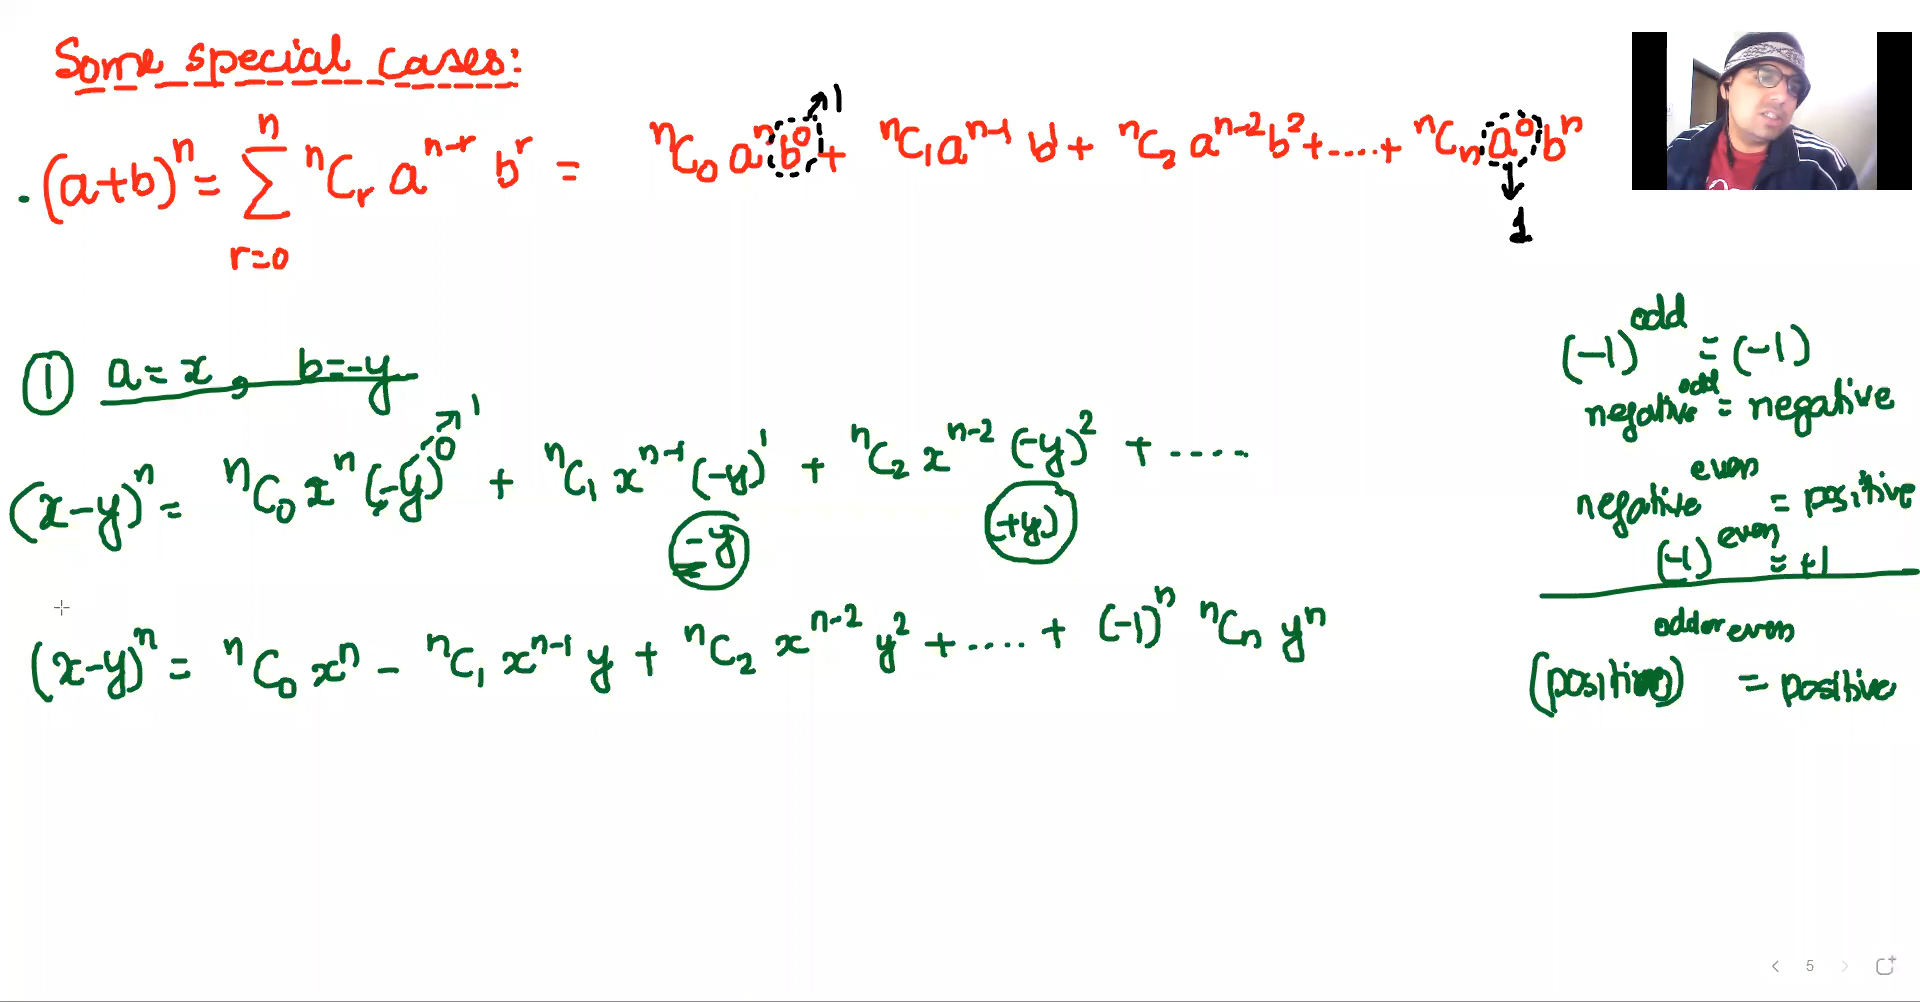 Some special cases:
(a+b)^n = \sum_{r=0}^{n} ^nC_r a^{n-r} b^r = ^nC_0 a^n b^0 + ^nC_1 a^{n-1} b + ^nC_2 a^{n-2} b^2 + .... + ^nC_n a^0 b^n
1
1
① a = x, b = -y
(x-y)^n = ^nC_0 x^n (-y)^0 + ^nC_1 x^{n-1} (-y)^1 + ^nC_2 x^{n-2} (-y)^2 + .....
1
-y
(+y)
(x-y)^n = ^nC_0 x^n - ^nC_1 x^{n-1} y + ^nC_2 x^{n-2} y^2 + ..... + (-1)^n ^nC_n y^n
(-1)^{odd} = (-1)
negative^{odd} = negative
negative^{even} = positive
(-1)^{even} = +1
(positive)^{odd or even} = positive
5